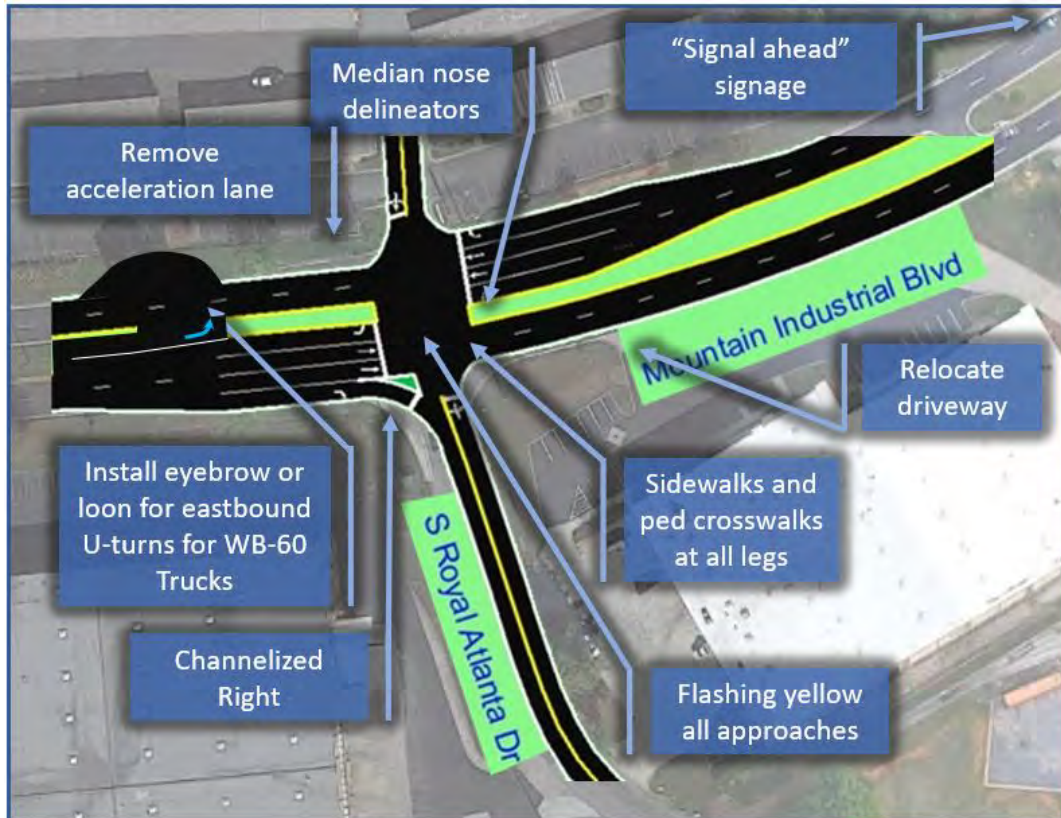 “Signal ahead”
signage
Median nose
delineators
Remove
acceleration lane
Mountain Industrial Blvd
Relocate
driveway
Install eyebrow or
loon for eastbound
U-turns for WB-60
Trucks
Sidewalks and
ped crosswalks
at all legs
S Royal Atlanta Dr
Channelized
Right
Flashing yellow
all approaches